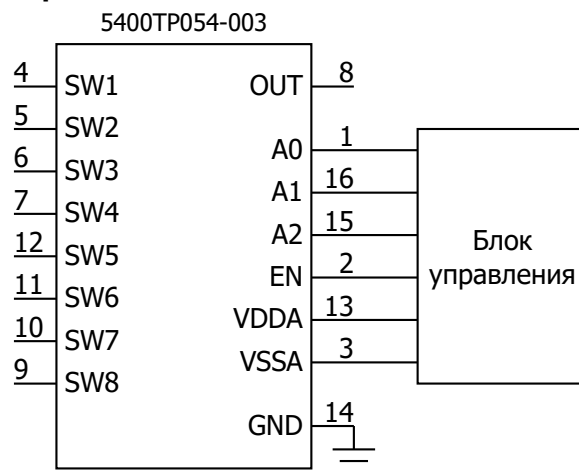 5400ТР054-003
4 SW1 OUT 8
5 SW2
6 SW3 A0 1
7 SW4 A1 16
12 SW5 A2 15
11 SW6 EN 2
10 SW7 VDDA 13
9 SW8 VSSA 3
GND 14
Блок
управления